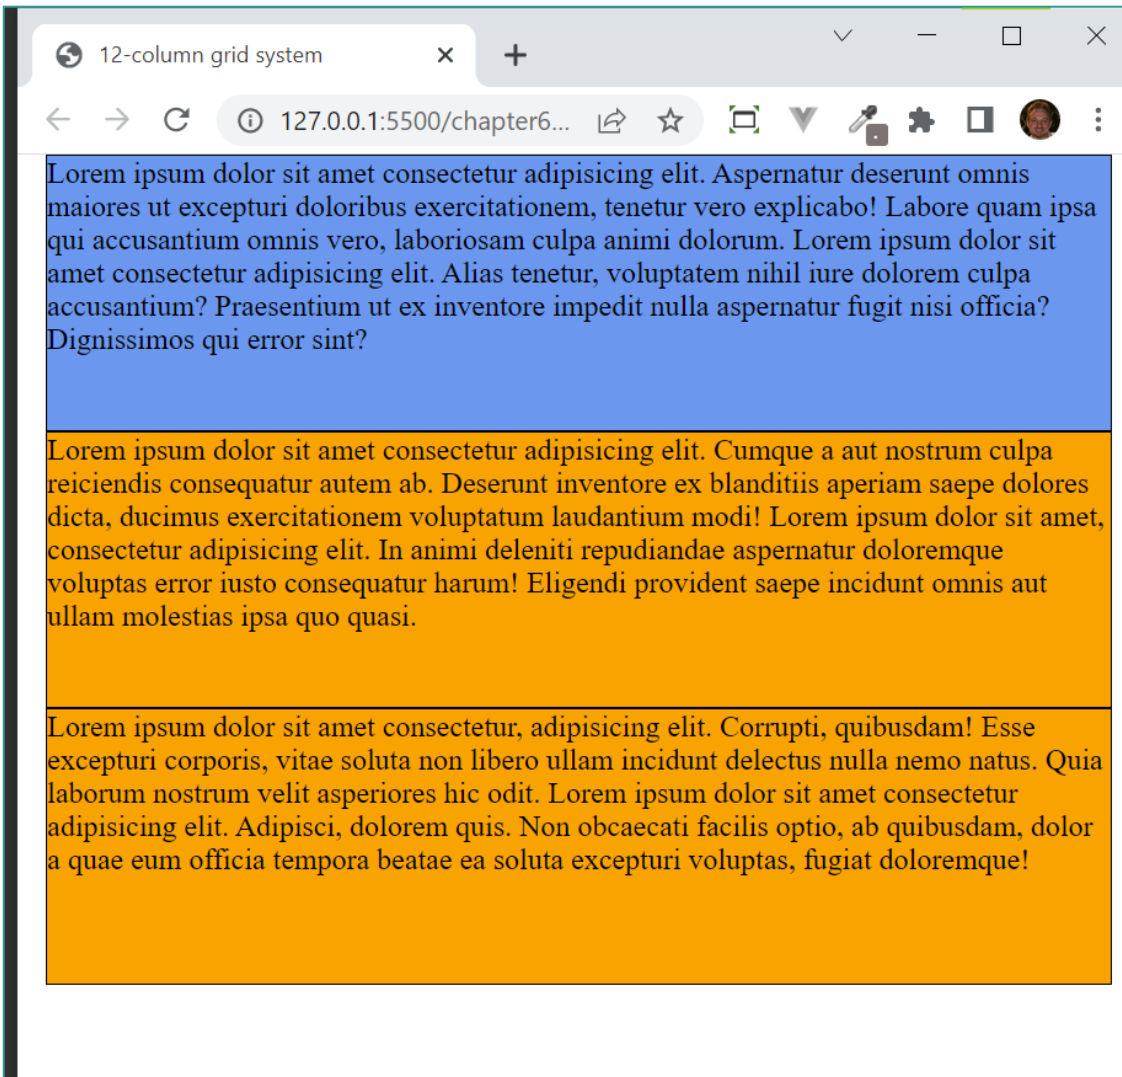 12-column grid system
127.0.0.1:5500/chapter6...
Lorem ipsum dolor sit amet consectetur adipisicing elit. Aspernatur deserunt omnis
maiores ut excepturi doloribus exercitationem, tenetur vero explicabo! Labore quam ipsa
qui accusantium omnis vero, laboriosam culpa animi dolorum. Lorem ipsum dolor sit
amet consectetur adipisicing elit. Alias tenetur, voluptatem nihil iure dolorem culpa
accusantium? Praesentium ut ex inventore impedit nulla aspernatur fugit nisi officia?
Dignissimos qui error sint?
Lorem ipsum dolor sit amet consectetur adipisicing elit. Cumque a aut nostrum culpa
reiciendis consequatur autem ab. Deserunt inventore ex blanditiis aperiam saepe dolores
dicta, ducimus exercitationem voluptatum laudantium modi! Lorem ipsum dolor sit amet,
consectetur adipisicing elit. In animi deleniti repudiandae aspernatur doloremque
voluptas error iusto consequatur harum! Eligendi provident saepe incidunt omnis aut
ullam molestias ipsa quo quasi.
Lorem ipsum dolor sit amet consectetur, adipisicing elit. Corrupti, quibusdam! Esse
excepturi corporis, vitae soluta non libero ullam incidunt delectus nulla nemo natus. Quia
laborum nostrum velit asperiores hic odit. Lorem ipsum dolor sit amet consectetur
adipisicing elit. Adipisci, dolorem quis. Non obcaecati facilis optio, ab quibusdam, dolor
a quae eum officia tempora beatae ea soluta excepturi voluptas, fugiat doloremque!